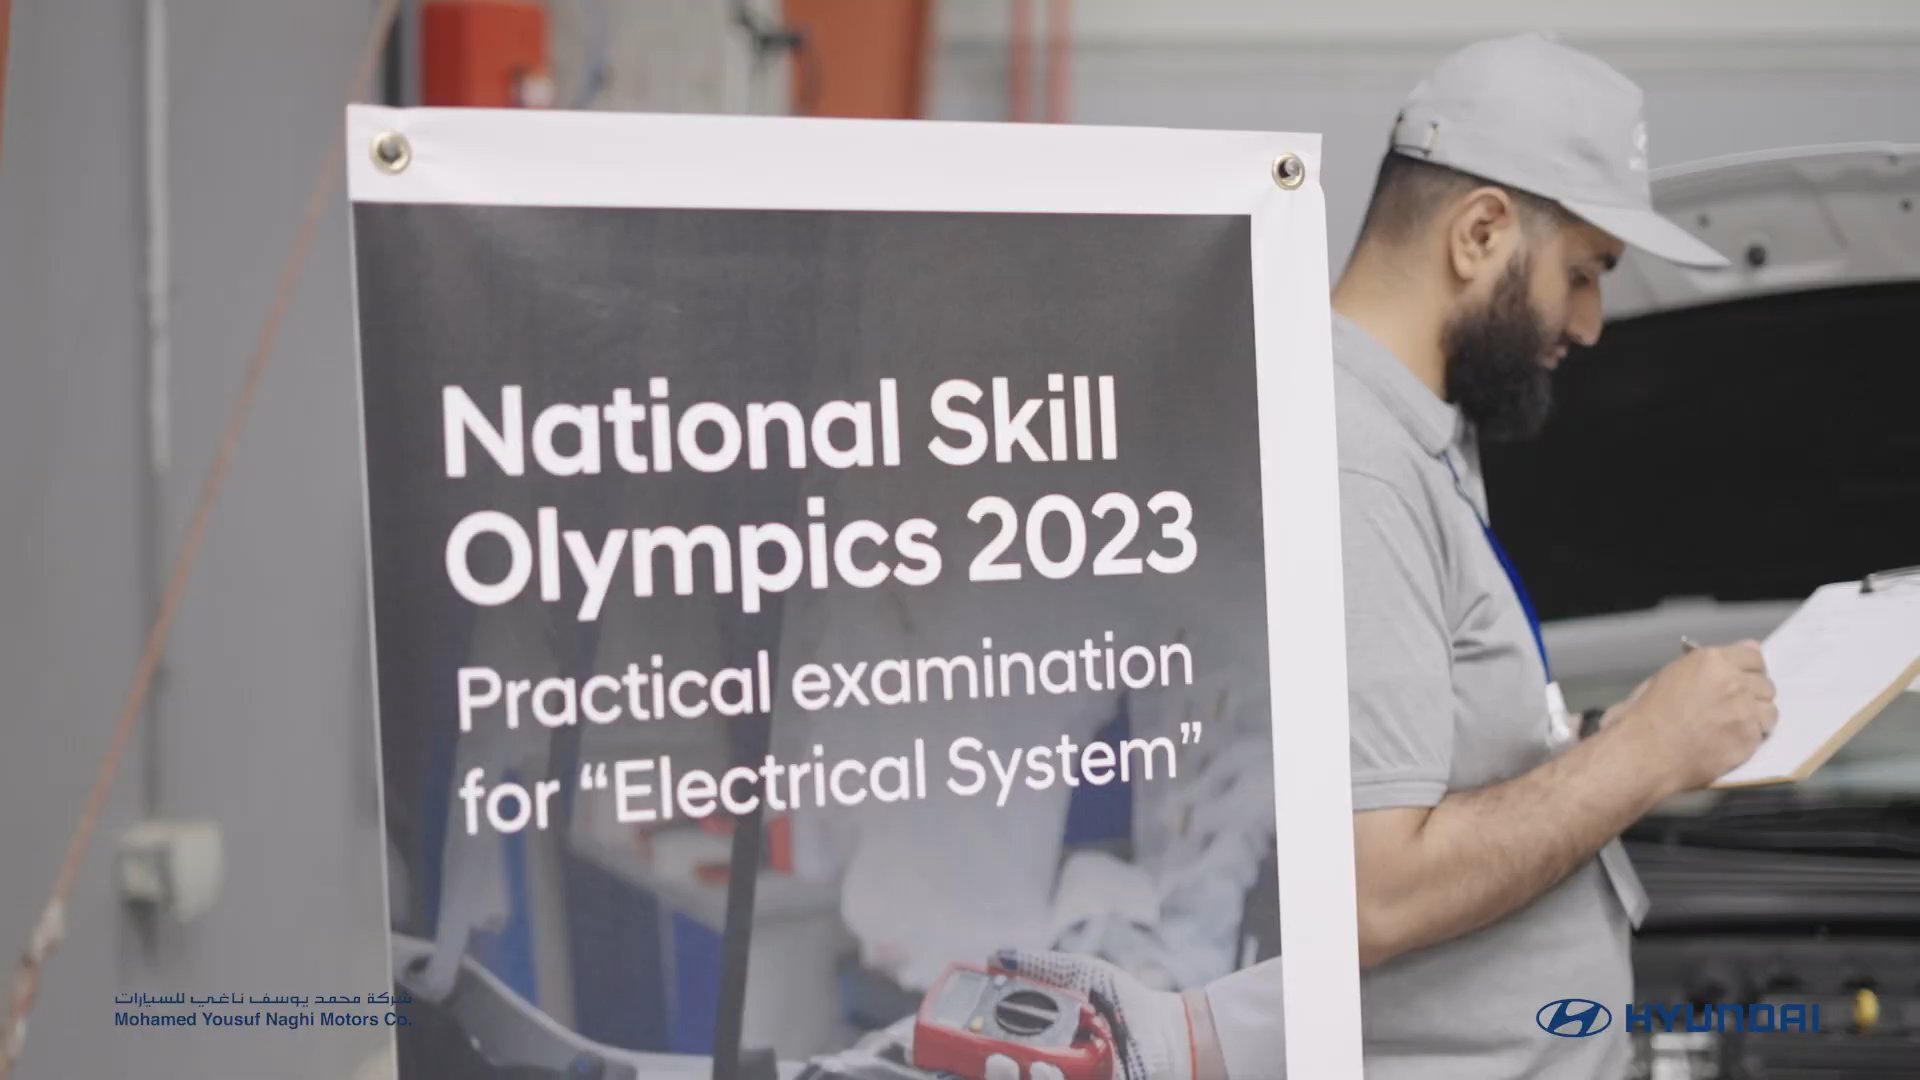 National Skill
Olympics 2023
Practical examination
for “Electrical System”
شركة محمد يوسف ناغي للسيارات
Mohamed Yousuf Naghi Motors Co.
HYUNDAI